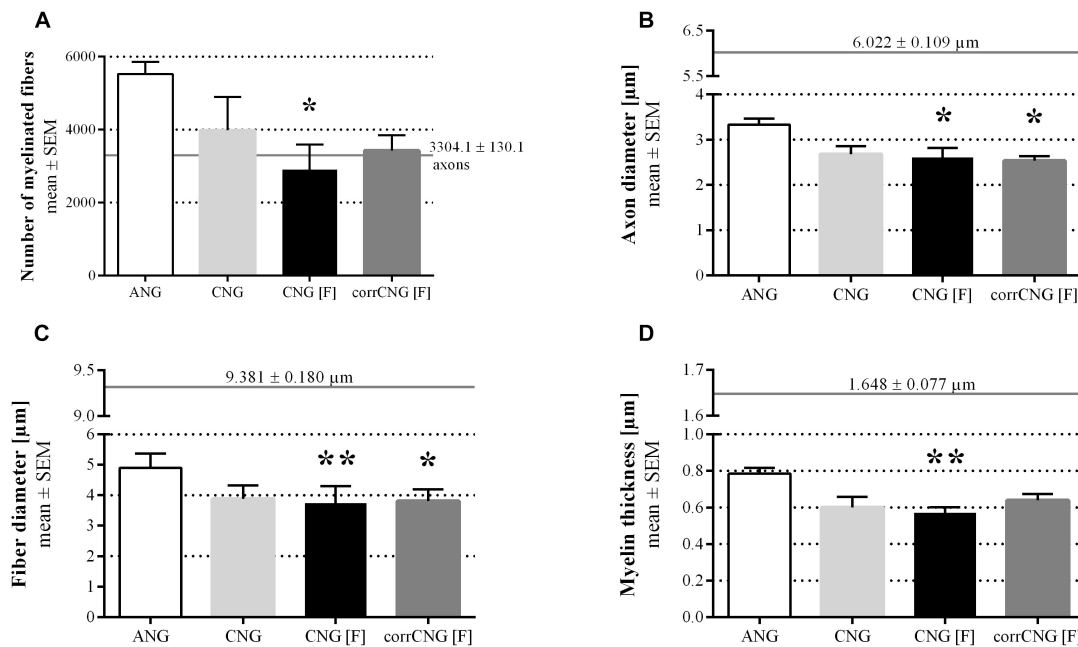 A
Number of myelinated fibers
mean ± SEM
6000
4000
2000
0
*
3304.1 ± 130.1
axons
ANG CNG CNG [F] corrCNG [F]
B
Axon diameter [µm]
mean ± SEM
6.5
5.5
4
3
2
1
0
6.022 ± 0.109 µm
* *
ANG CNG CNG [F] corrCNG [F]
C
Fiber diameter [µm]
mean ± SEM
9.5
9.0
6
5
4
3
2
1
0
9.381 ± 0.180 µm
** *
ANG CNG CNG [F] corrCNG [F]
D
Myelin thickness [µm]
mean ± SEM
1.7
1.6
1.0
0.8
0.6
0.4
0.2
0.0
1.648 ± 0.077 µm
**
ANG CNG CNG [F] corrCNG [F]